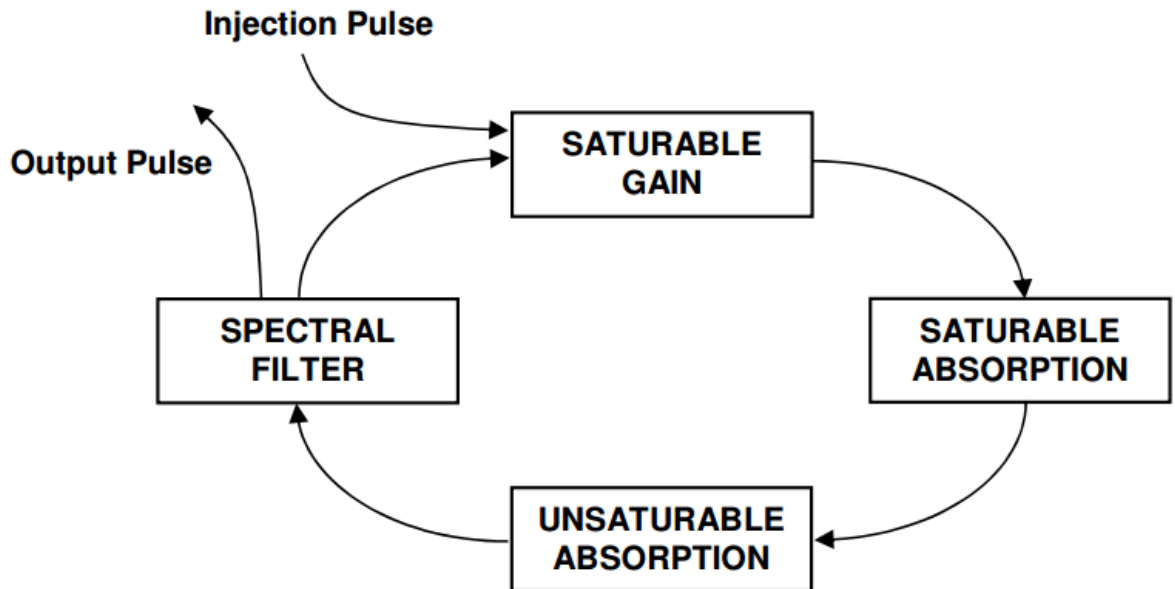 Injection Pulse
Output Pulse
SATURABLE
GAIN
SPECTRAL
FILTER
SATURABLE
ABSORPTION
UNSATURABLE
ABSORPTION